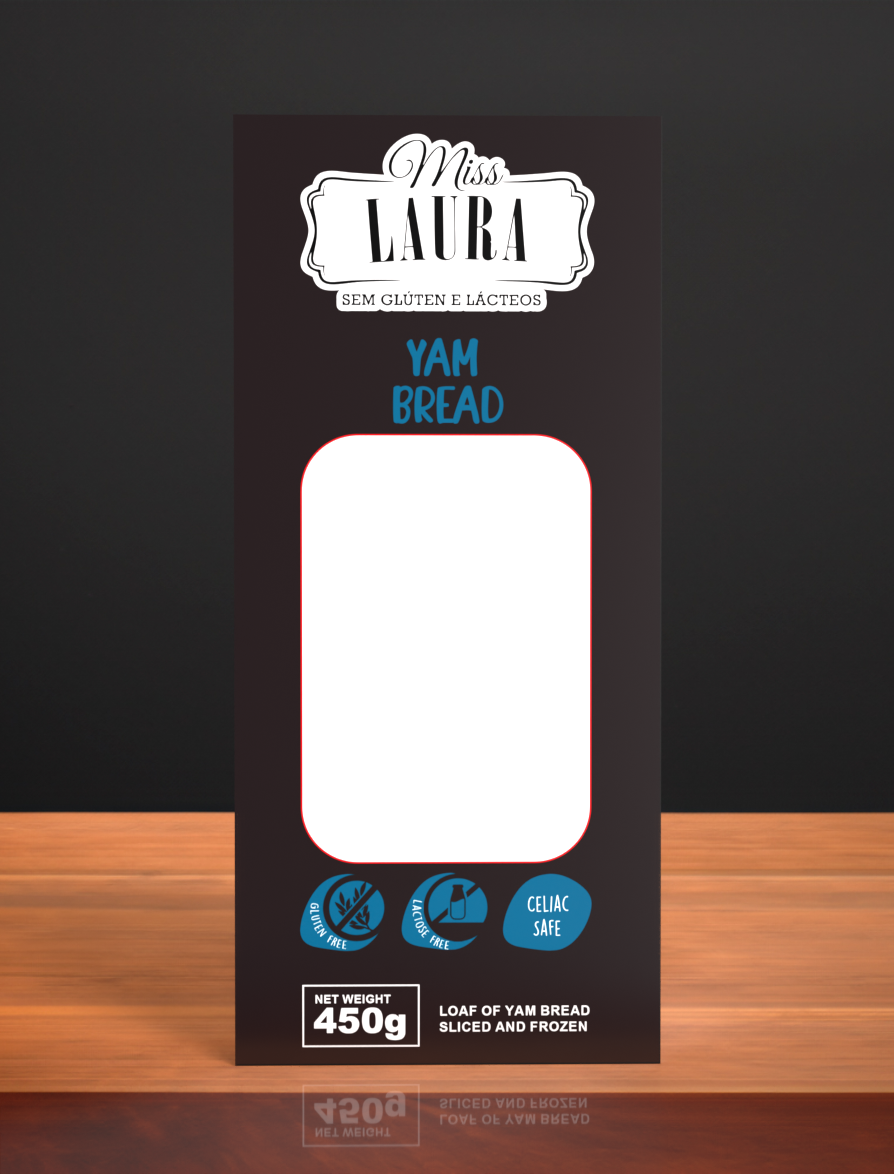 Miss
LAURA
SEM GLÚTEN E LÁCTEOS
YAM
BREAD
GLUTEN FREE
LACTOSE FREE
CELIAC
SAFE
NET WEIGHT
450g
LOAF OF YAM BREAD
SLICED AND FROZEN